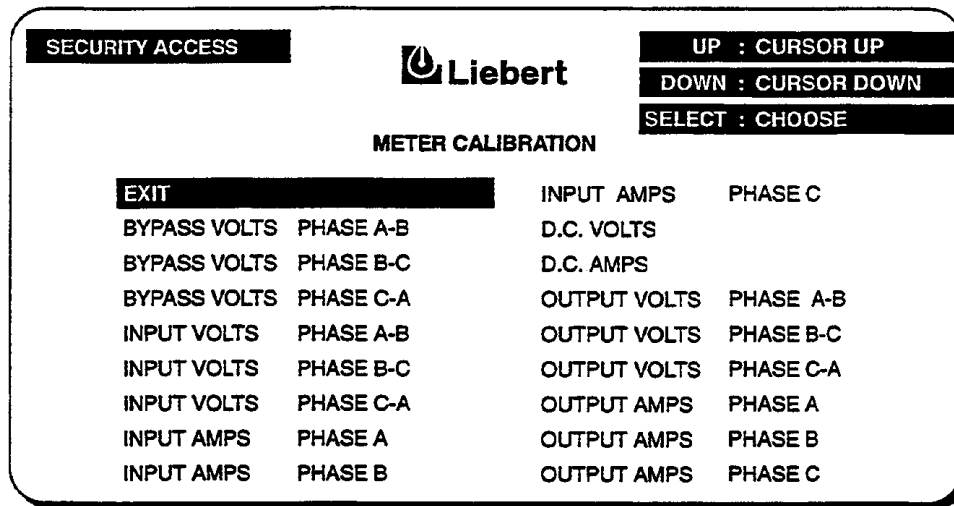 SECURITY ACCESS
Liebert
UP : CURSOR UP
DOWN : CURSOR DOWN
SELECT : CHOOSE
METER CALIBRATION
EXIT
BYPASS VOLTS PHASE A-B
BYPASS VOLTS PHASE B-C
BYPASS VOLTS PHASE C-A
INPUT VOLTS PHASE A-B
INPUT VOLTS PHASE B-C
INPUT VOLTS PHASE C-A
INPUT AMPS PHASE A
INPUT AMPS PHASE B
INPUT AMPS PHASE C
D.C. VOLTS
D.C. AMPS
OUTPUT VOLTS PHASE A-B
OUTPUT VOLTS PHASE B-C
OUTPUT VOLTS PHASE C-A
OUTPUT AMPS PHASE A
OUTPUT AMPS PHASE B
OUTPUT AMPS PHASE C